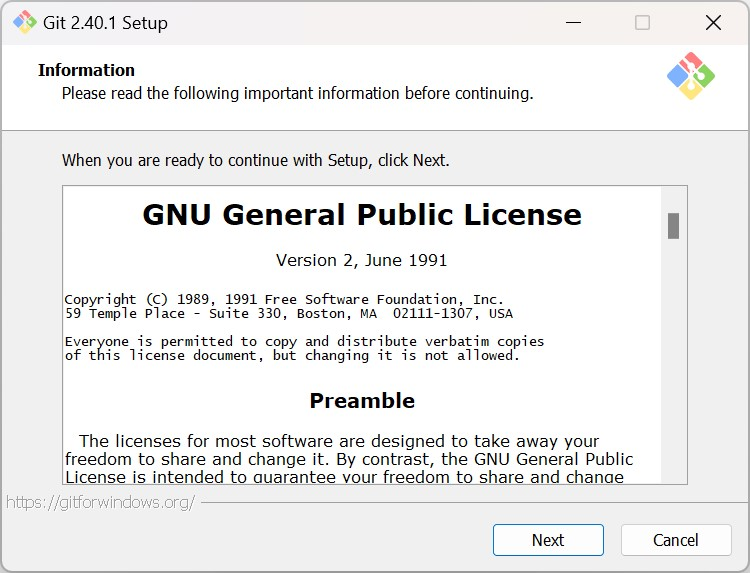 Git 2.40.1 Setup
Information
Please read the following important information before continuing.
When you are ready to continue with Setup, click Next.
GNU General Public License
Version 2, June 1991
Copyright (C) 1989, 1991 Free Software Foundation, Inc.
59 Temple Place - Suite 330, Boston, MA  02111-1307, USA
Everyone is permitted to copy and distribute verbatim copies
of this license document, but changing it is not allowed.
Preamble
The licenses for most software are designed to take away your
freedom to share and change it. By contrast, the GNU General Public
License is intended to guarantee your freedom to share and change
https://gitforwindows.org/
Next
Cancel